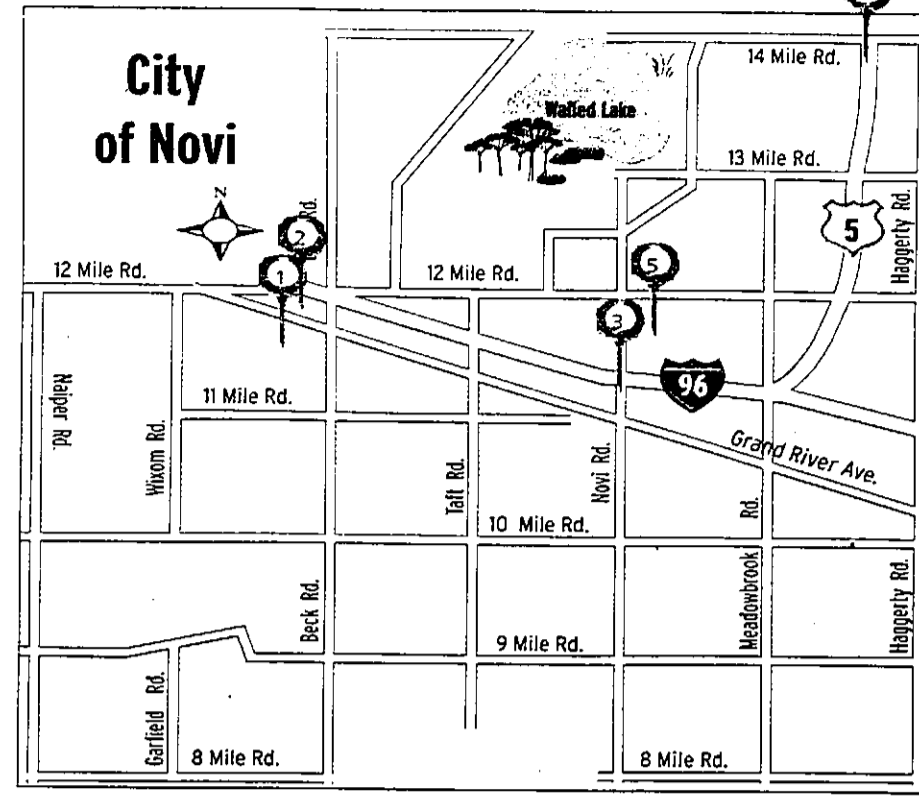 City
of Novi
N
14 Mile Rd.
Walled Lake
13 Mile Rd.
Rd.
2
5
Haggerty Rd.
12 Mile Rd.
1
12 Mile Rd.
5
3
96
Naiper Rd.
11 Mile Rd.
Wixom Rd.
Taft Rd.
Novi Rd.
Grand River Ave.
10 Mile Rd.
Rd.
Meadowbrook
Beck Rd.
Haggerty Rd.
9 Mile Rd.
Garfield Rd.
8 Mile Rd.
8 Mile Rd.